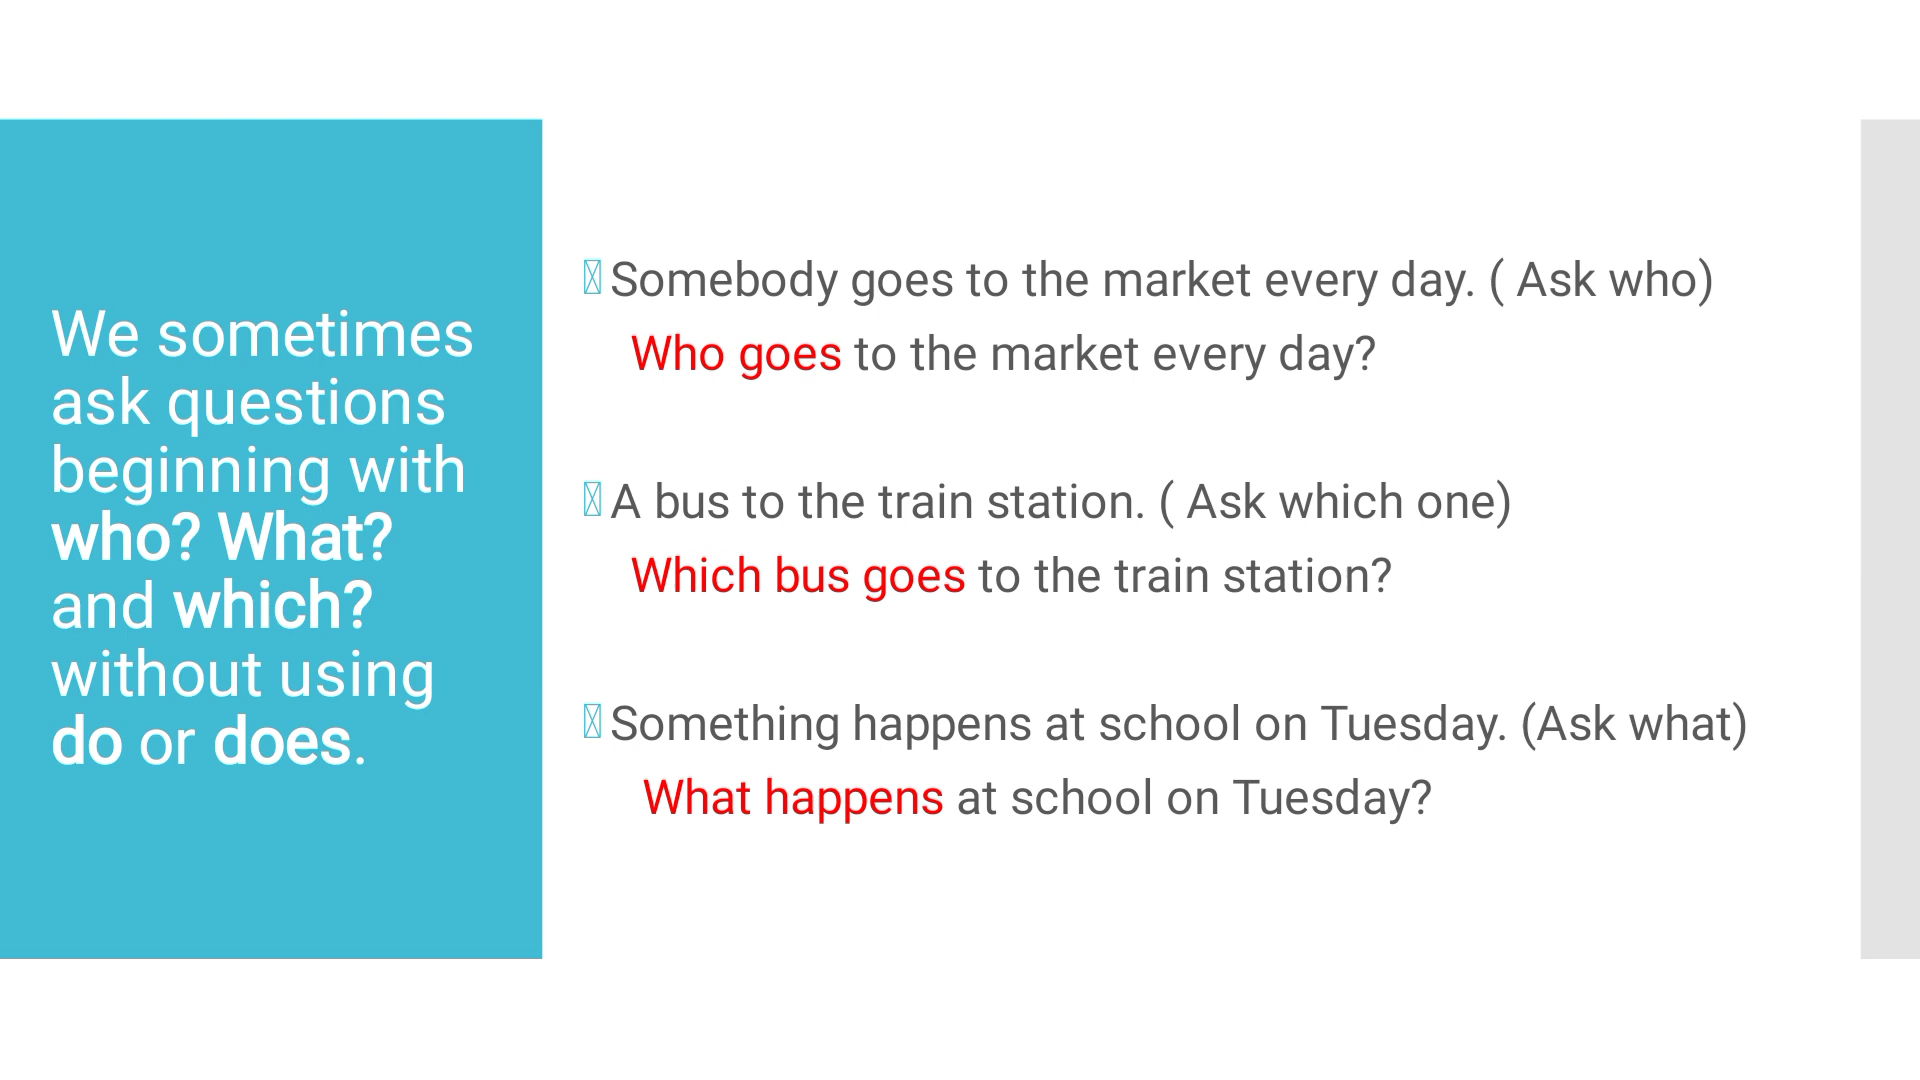 We sometimes
ask questions
beginning with
who? What?
and which?
without using
do or does.
Somebody goes to the market every day. ( Ask who)
Who goes to the market every day?
A bus to the train station. ( Ask which one)
Which bus goes to the train station?
Something happens at school on Tuesday. (Ask what)
What happens at school on Tuesday?